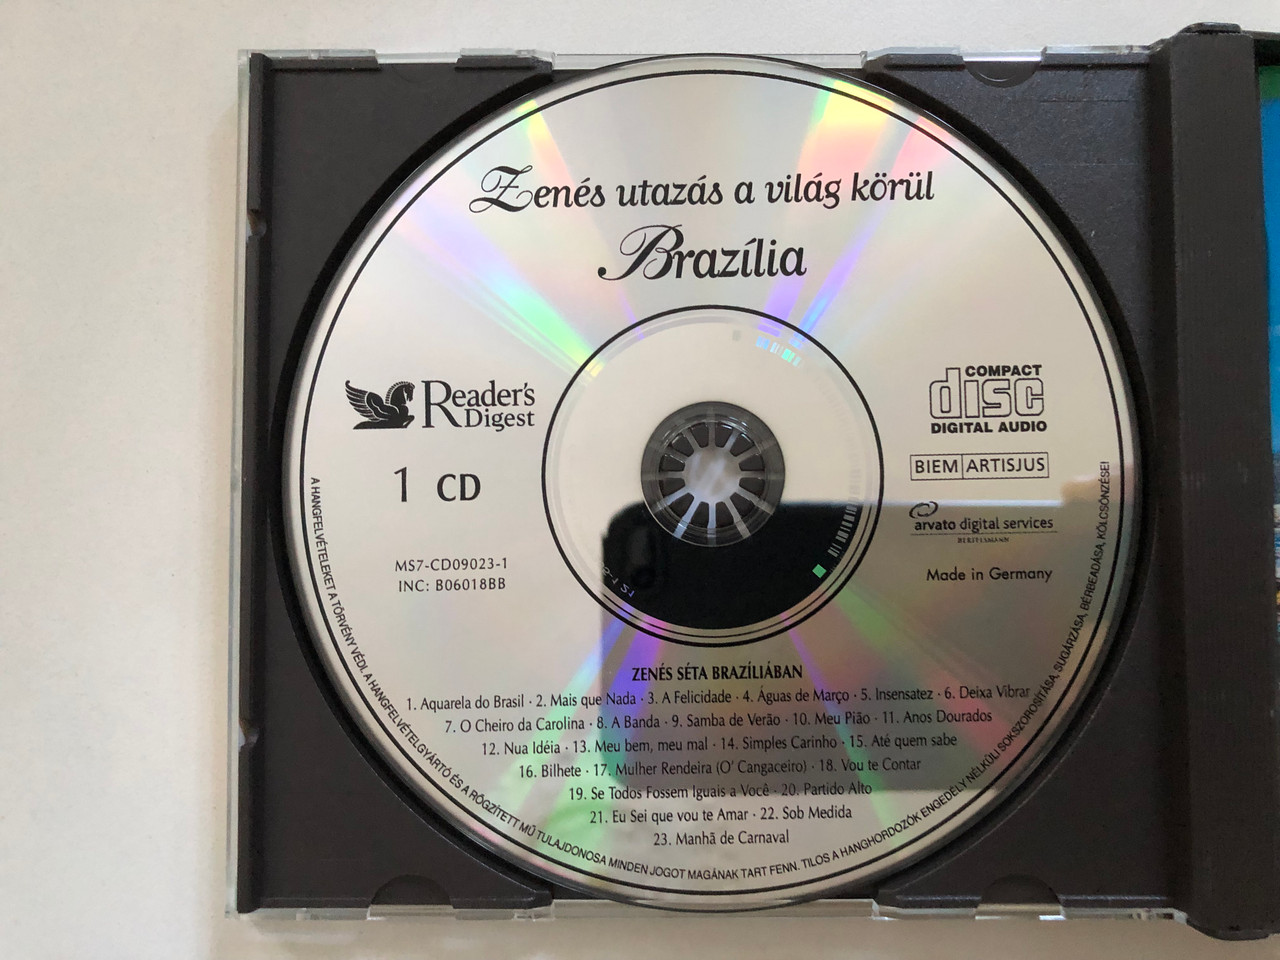 Zenés utazás a világ körül
Brazília
Reader's
Digest
1 CD
MS7-CD09023-1
INC: B06018BB
COMPACT
disc
DIGITAL AUDIO
BIEM ARTISJUS
arvato digital services
BERTELSMANN
Made in Germany
ZENÉS SÉTA BRAZÍLIÁBAN
1. Aquarela do Brasil · 2. Mais que Nada · 3. A Felicidade · 4. Águas de Março · 5. Insensatez · 6. Deixa Vibrar
7. O Cheiro da Carolina · 8. A Banda · 9. Samba de Verão · 10. Meu Pião · 11. Anos Dourados
12. Nua Idéia · 13. Meu bem, meu mal · 14. Simples Carinho · 15. Até quem sabe
16. Bilhete · 17. Mulher Rendeira (O' Cangaceiro) · 18. Vou te Contar
19. Se Todos Fossem Iguais a Você · 20. Partido Alto
21. Eu Sei que vou te Amar · 22. Sob Medida
23. Manhã de Carnaval
A HANGFELVÉTELEKET A TÖRVÉNY VÉDI. A HANGFELVÉTELGYÁRTÓ ÉS A RÖGZÍTETT MŰ TULAJDONOSA MINDEN JOGOT MAGÁNAK TART FENN. TILOS A HANGHORDOZÓK ENGEDÉLY NÉLKÜLI SOKSZOROSÍTÁSA, SUGÁRZÁSA, BÉRBEADÁSA, KÖLCSÖNZÉSE!